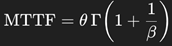 MTTF = θ Γ(1 + 1/β)